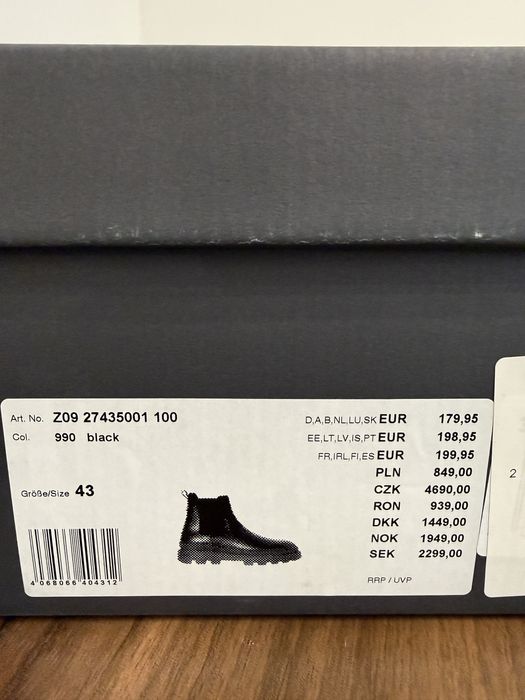 Art. No. Z09 27435001 100
Col. 990 black
Größe/Size 43
4 068066 404312
D,A,B,NL,LU,SK EUR 179,95
EE,LT,LV,IS,PT EUR 198,95
FR,IRL,FI,ES EUR 199,95
PLN 849,00
CZK 4690,00
RON 939,00
DKK 1449,00
NOK 1949,00
SEK 2299,00
RRP / UVP
2